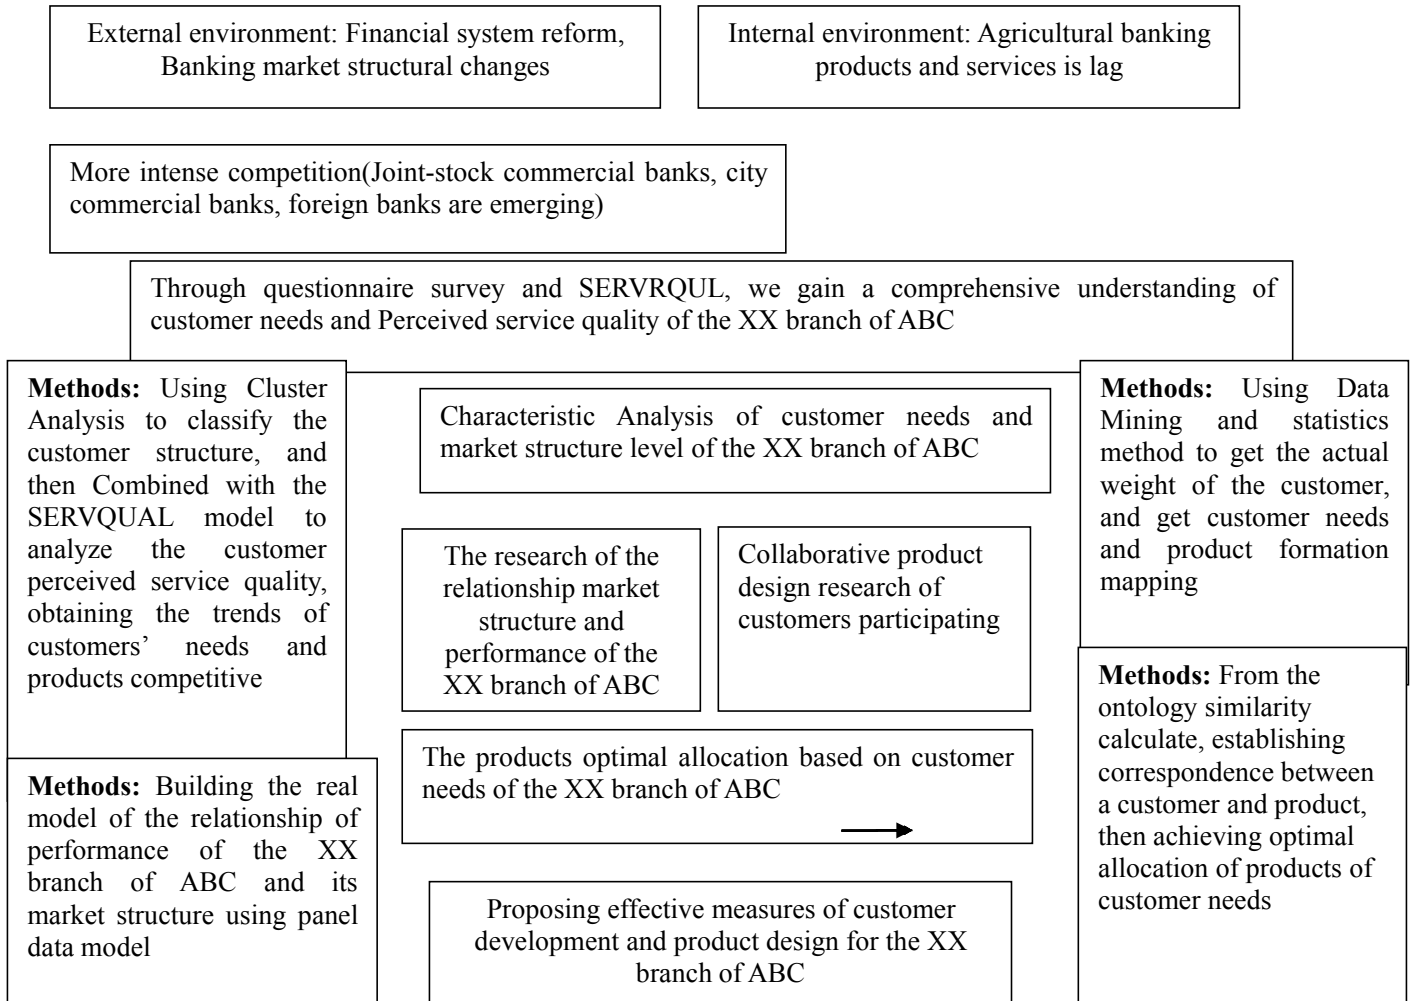 External environment: Financial system reform,
Banking market structural changes
Internal environment: Agricultural banking
products and services is lag
More intense competition(Joint-stock commercial banks, city
commercial banks, foreign banks are emerging)
Through questionnaire survey and SERVRQUL, we gain a comprehensive understanding of
customer needs and Perceived service quality of the XX branch of ABC
Methods: Using Cluster
Analysis to classify the
customer structure, and
then Combined with the
SERVQUAL model to
analyze the customer
perceived service quality,
obtaining the trends of
customers’ needs and
products competitive
Characteristic Analysis of customer needs and
market structure level of the XX branch of ABC
Methods: Using Data
Mining and statistics
method to get the actual
weight of the customer,
and get customer needs
and product formation
mapping
The research of the
relationship market
structure and
performance of the
XX branch of ABC
Collaborative product
design research of
customers participating
Methods: From the
ontology similarity
calculate, establishing
correspondence between
a customer and product,
then achieving optimal
allocation of products of
customer needs
The products optimal allocation based on customer
needs of the XX branch of ABC
Methods: Building the real
model of the relationship of
performance of the XX
branch of ABC and its
market structure using panel
data model
Proposing effective measures of customer
development and product design for the XX
branch of ABC